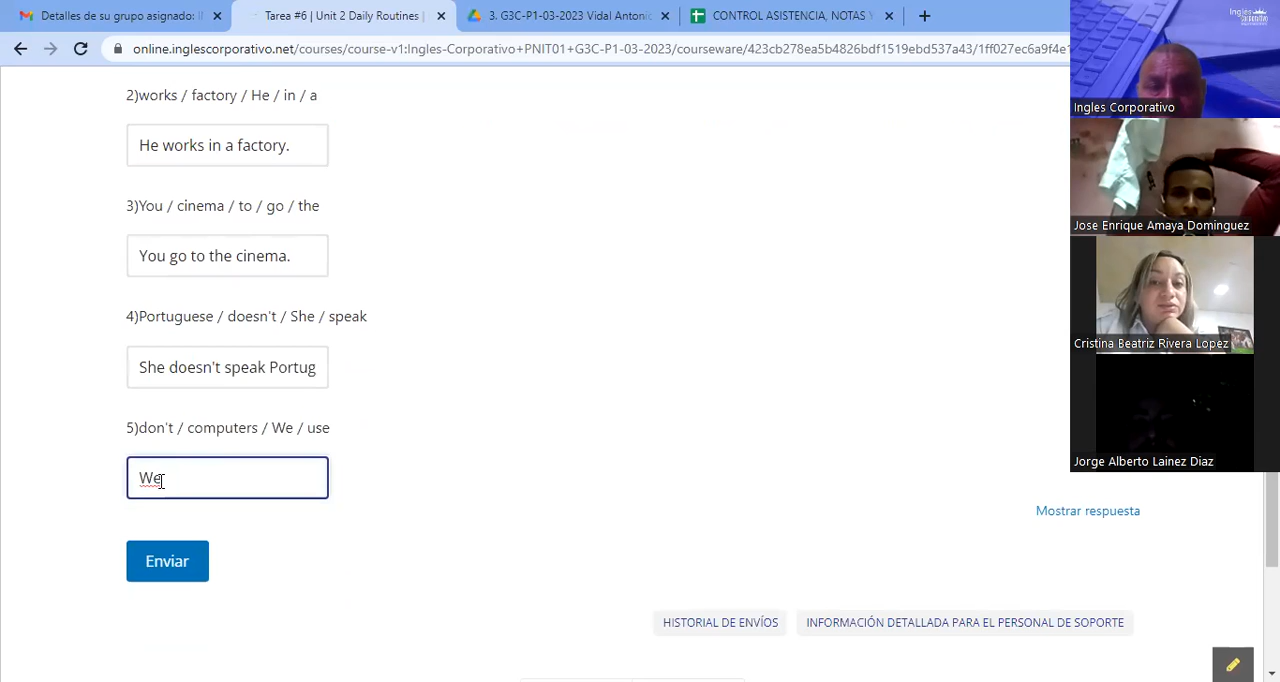 Detalles de su grupo asignado: I
Tarea #6 | Unit 2 Daily Routines |
3. CORTE 1-03-2023 Vidal Antoni
CONTROL ASISTENCIA, NOTAS Y
online.inglescorporativo.net/courses/course-v1:Ingles-Corporativo+PNIT01+G3C-P1-03-2023/courseware/423cb278ea5b4826bdf1519ebd537a43/1ff027ec6a9f4e1
2)works / factory / He / in / a
He works in a factory.
3)You / cinema / to / go / the
You go to the cinema.
4)Portuguese / doesn't / She / speak
She doesn't speak Portug
5)don't / computers / We / use
We
Mostrar respuesta
Enviar
HISTORIAL DE ENVÍOS
INFORMACIÓN DETALLADA PARA EL PERSONAL DE SOPORTE
Ingles
CORPORATIVO
Ingles Corporativo
Jose Enrique Amaya Dominguez
Cristina Beatriz Rivera Lopez
Jorge Alberto Lainez Diaz